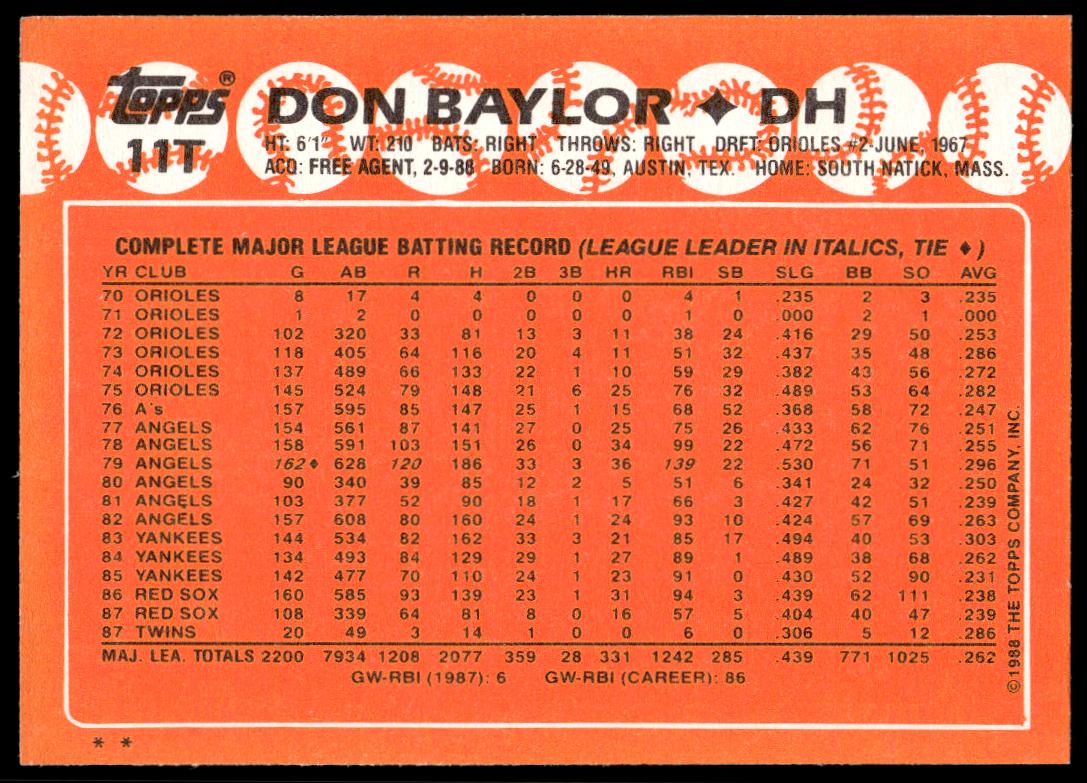 Topps®
11T
DON BAYLOR ♦ DH
HT: 6'1" WT: 210 BATS: RIGHT THROWS: RIGHT DRFT: ORIOLES #2-JUNE, 1967
ACQ: FREE AGENT, 2-9-88 BORN: 6-28-49, AUSTIN, TEX. HOME: SOUTH NATICK, MASS.
COMPLETE MAJOR LEAGUE BATTING RECORD (LEAGUE LEADER IN ITALICS, TIE ♦)
YR CLUB G AB R H 2B 3B HR RBI SB SLG BB SO AVG
70 ORIOLES 8 17 4 4 0 0 0 4 1 .235 2 3 .235
71 ORIOLES 1 2 0 0 0 0 0 1 0 .000 2 1 .000
72 ORIOLES 102 320 33 81 13 3 11 38 24 .416 29 50 .253
73 ORIOLES 118 405 64 116 20 4 11 51 32 .437 35 48 .286
74 ORIOLES 137 489 66 133 22 1 10 59 29 .382 43 56 .272
75 ORIOLES 145 524 79 148 21 6 25 76 32 .489 53 64 .282
76 A's 157 595 85 147 25 1 15 68 52 .368 58 72 .247
77 ANGELS 154 561 87 141 27 0 25 75 26 .433 62 76 .251
78 ANGELS 158 591 103 151 26 0 34 99 22 .472 56 71 .255
79 ANGELS 162♦ 628 120 186 33 3 36 139 22 .530 71 51 .296
80 ANGELS 90 340 39 85 12 2 5 51 6 .341 24 32 .250
81 ANGELS 103 377 52 90 18 1 17 66 3 .427 42 51 .239
82 ANGELS 157 608 80 160 24 1 24 93 10 .424 57 69 .263
83 YANKEES 144 534 82 162 33 3 21 85 17 .494 40 53 .303
84 YANKEES 134 493 84 129 29 1 27 89 1 .489 38 68 .262
85 YANKEES 142 477 70 110 24 1 23 91 0 .430 52 90 .231
86 RED SOX 160 585 93 139 23 1 31 94 3 .439 62 111 .238
87 RED SOX 108 339 64 81 8 0 16 57 5 .404 40 47 .239
87 TWINS 20 49 3 14 1 0 0 6 0 .306 5 12 .286
MAJ. LEA. TOTALS 2200 7934 1208 2077 359 28 331 1242 285 .439 771 1025 .262
GW-RBI (1987): 6 GW-RBI (CAREER): 86
©1988 THE TOPPS COMPANY, INC.
* *